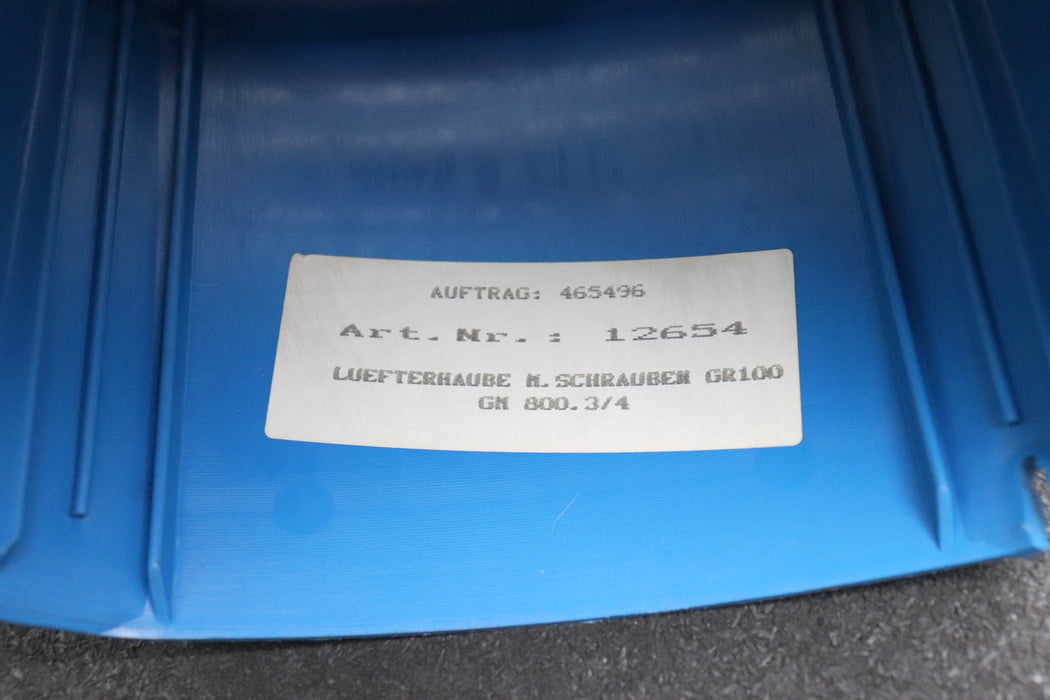 AUFTRAG: 465496
Art.Nr.: 12654
LUEFTERHAUBE M.SCHRAUBEN GR100
GM 800.3/4